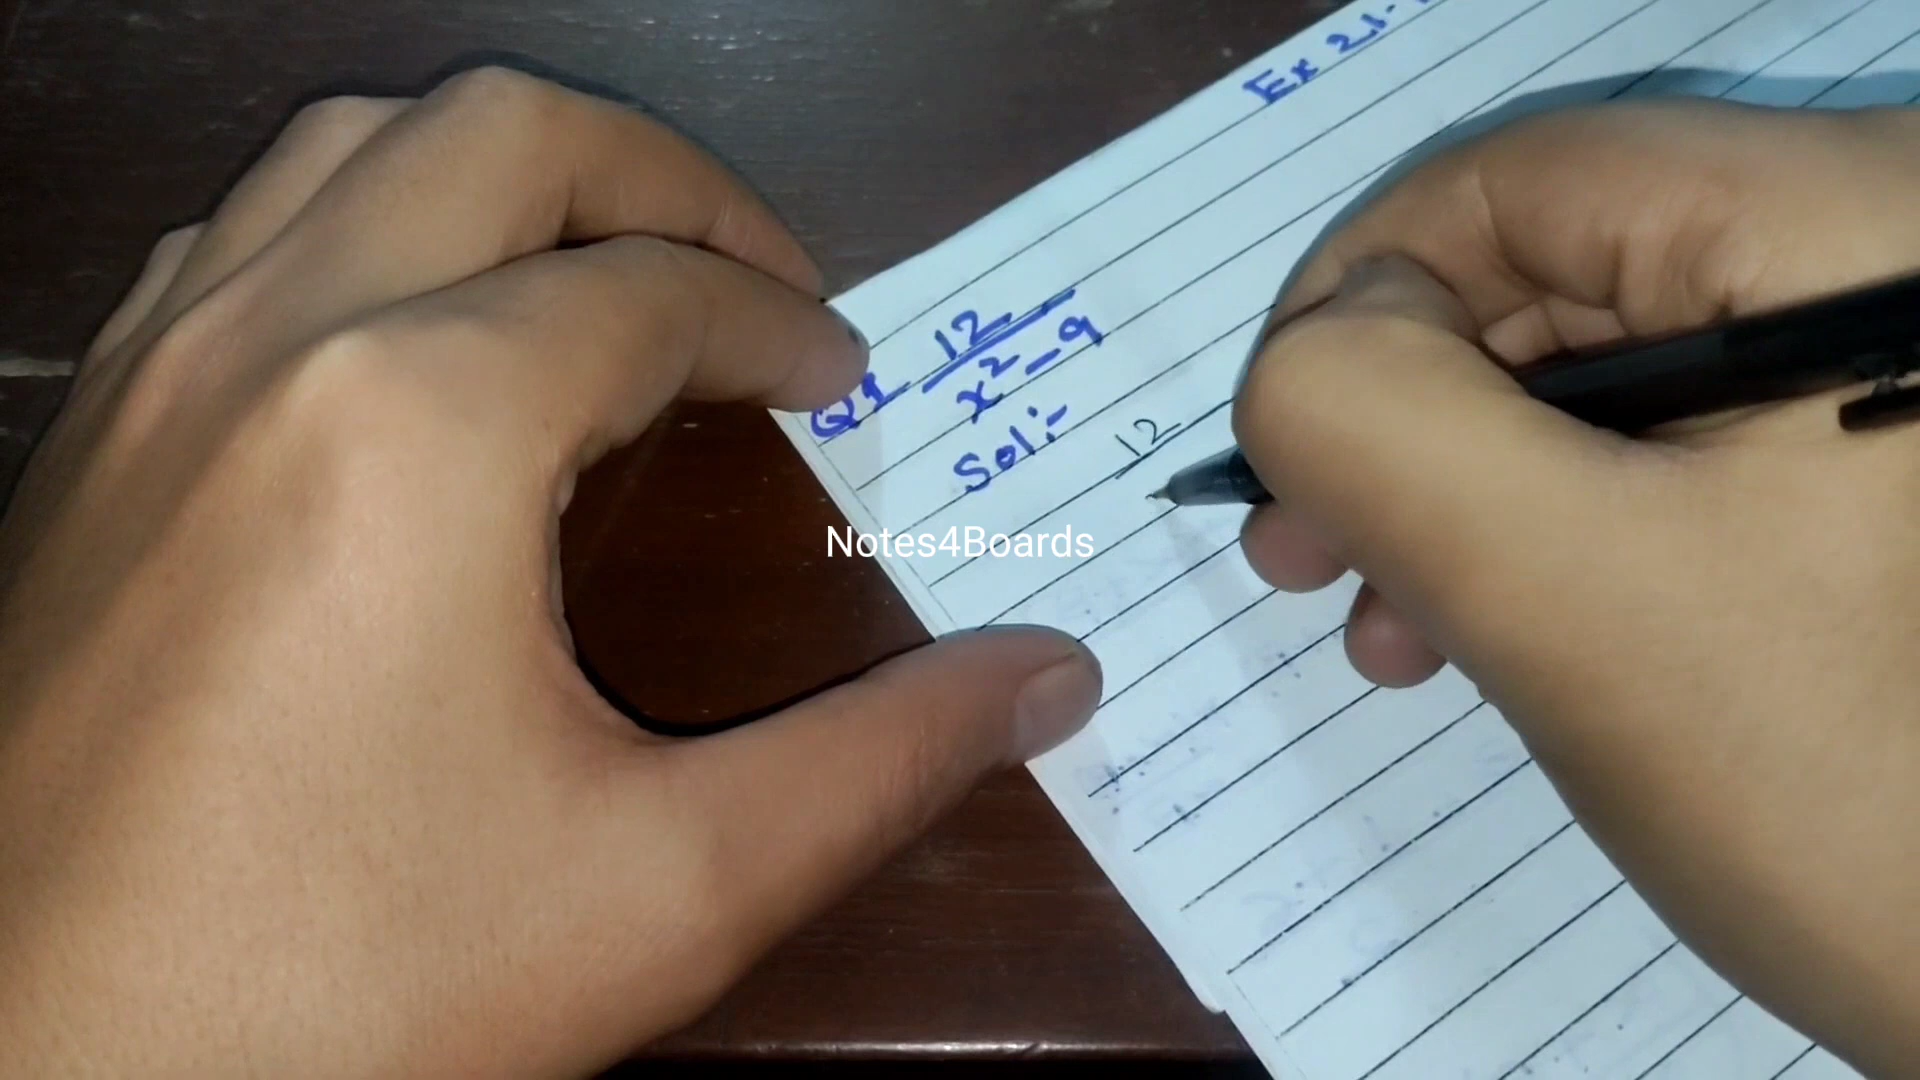 Ex 2.1
Q1 12
x² - 9
Sol:-
12
Notes4Boards